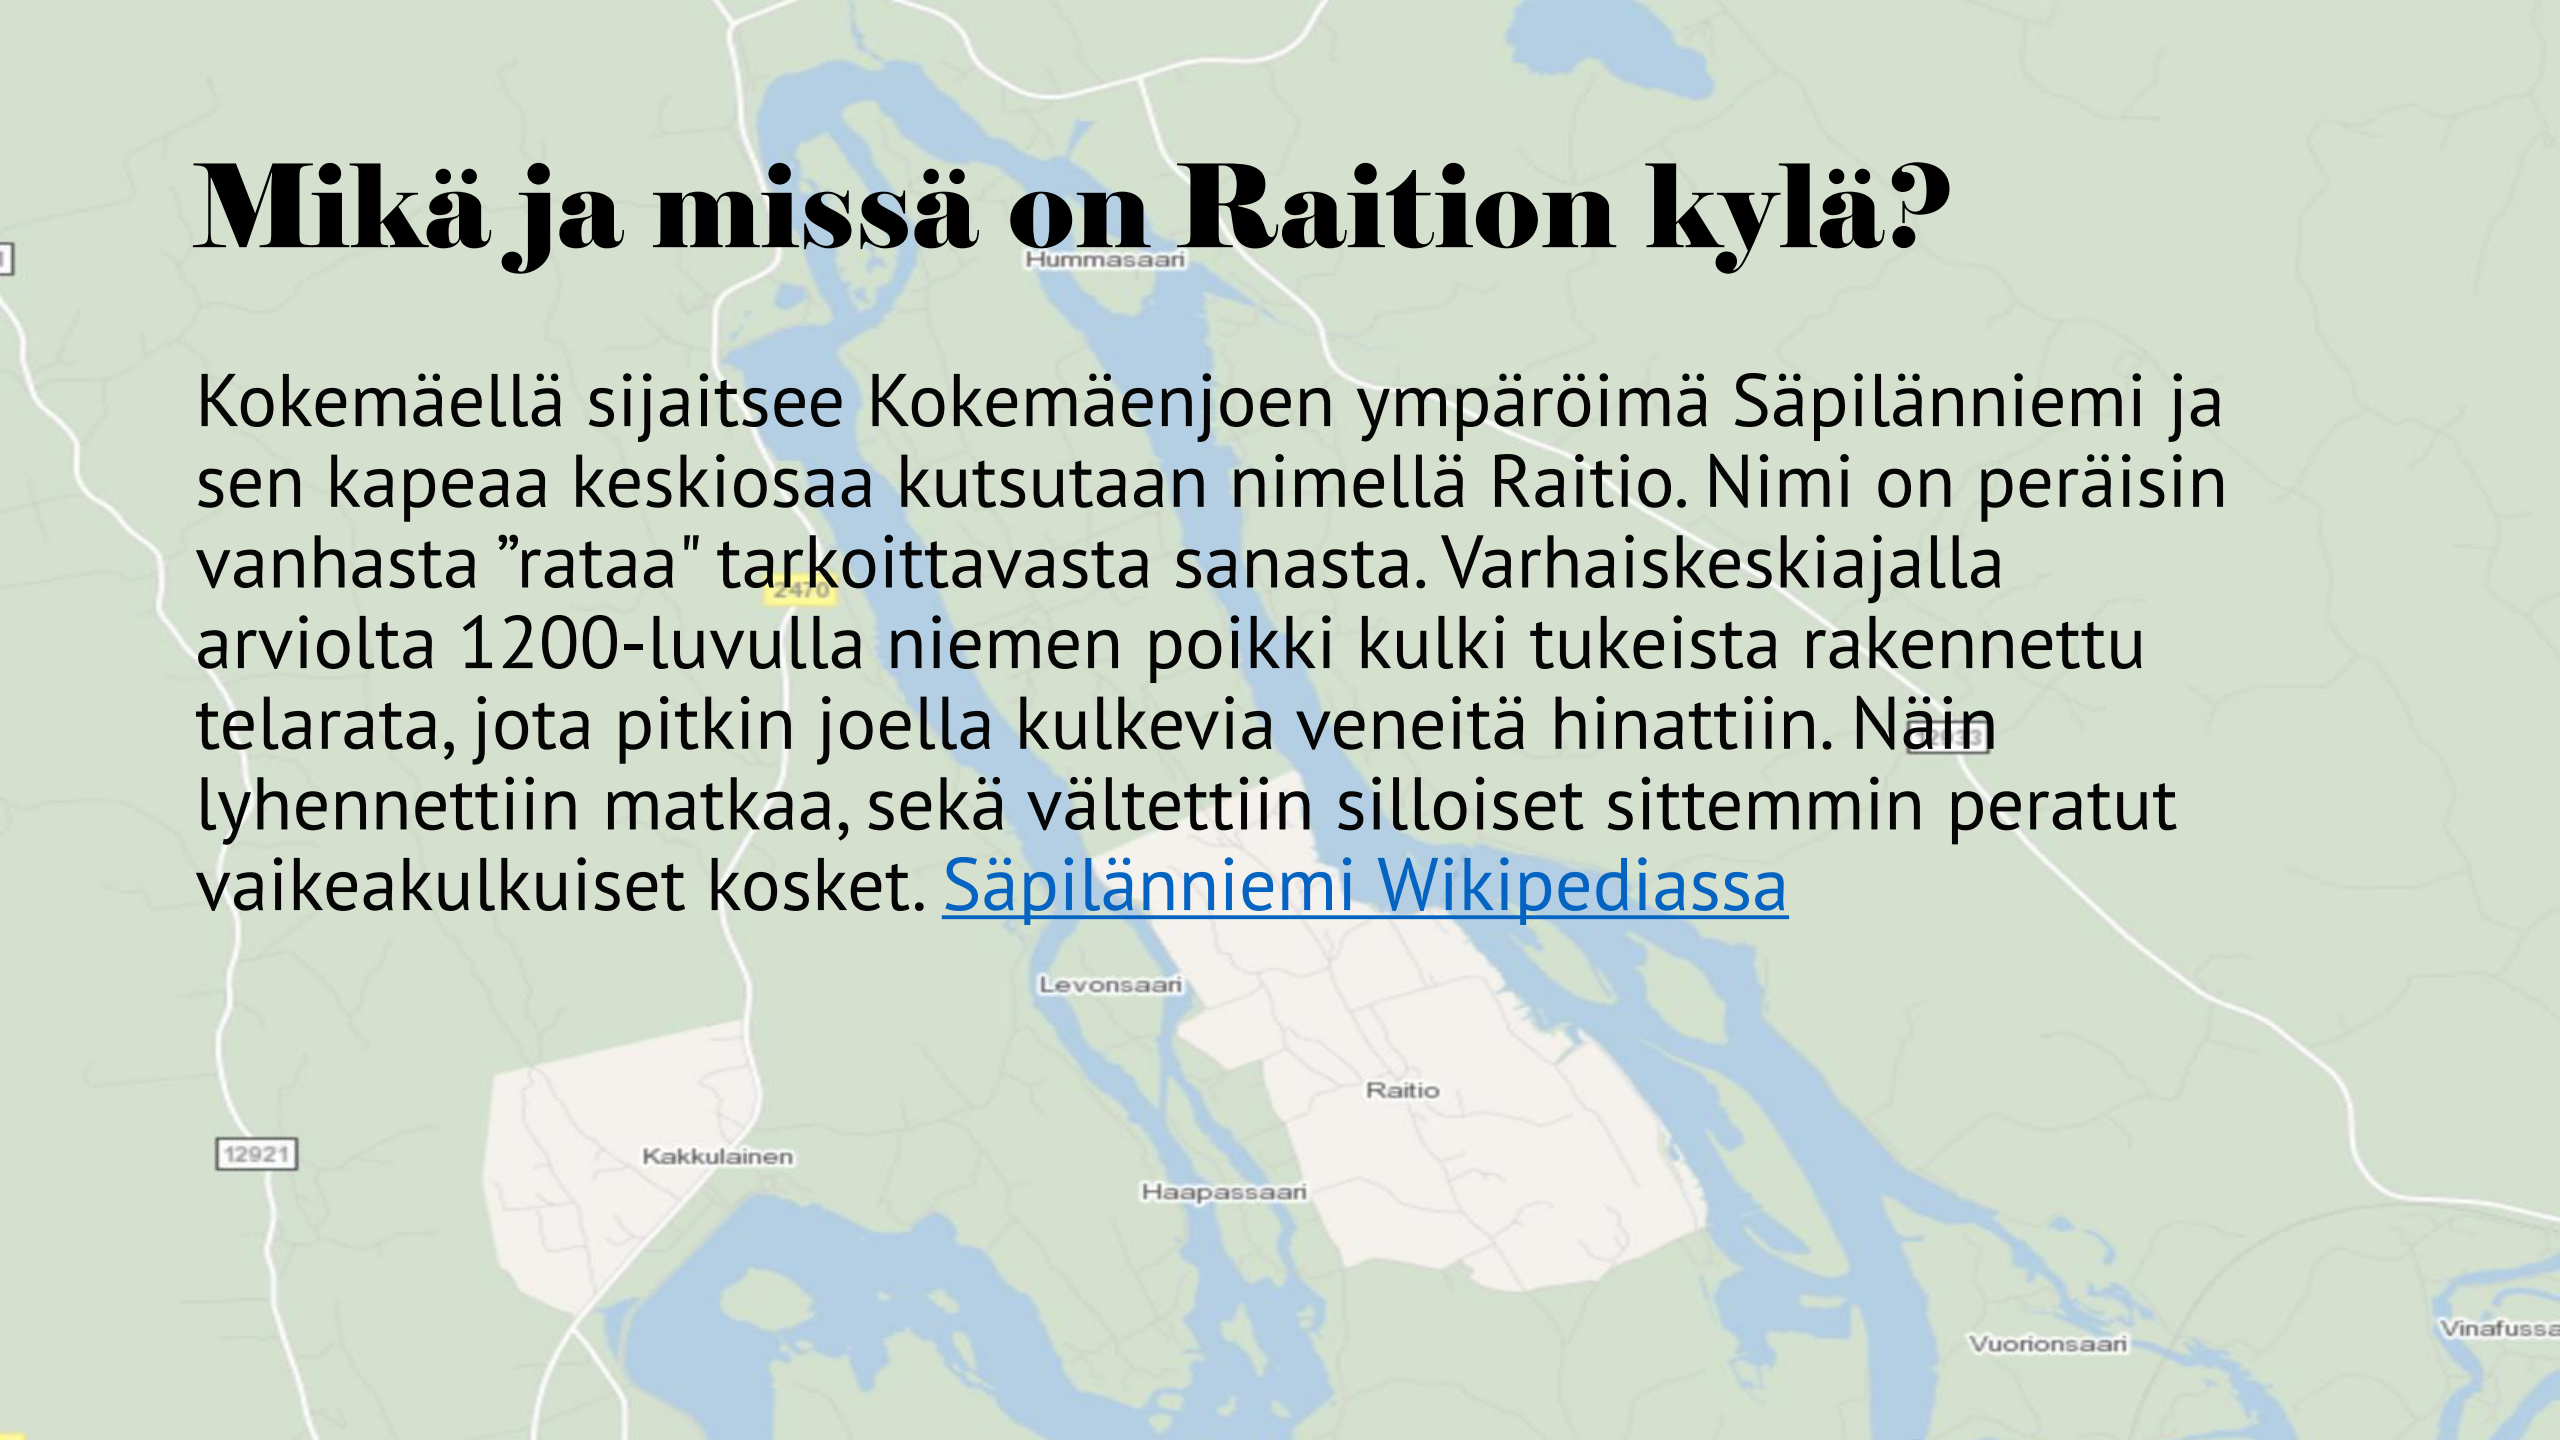 Mikä ja missä on Raition kylä?
Hummasaari
Kokemäellä sijaitsee Kokemäenjoen ympäröimä Säpilänniemi ja
sen kapeaa keskiosaa kutsutaan nimellä Raitio. Nimi on peräisin
vanhasta ”rataa" tarkoittavasta sanasta. Varhaiskeskiajalla
2470
arviolta 1200-luvulla niemen poikki kulki tukeista rakennettu
telarata, jota pitkin joella kulkevia veneitä hinattiin. Näin
12933
lyhennettiin matkaa, sekä vältettiin silloiset sittemmin peratut
vaikeakulkuiset kosket. Säpilänniemi Wikipediassa
Levonsaari
Raitio
12921
Kakkulainen
Haapassaari
Vuorionsaari
Vinafussa